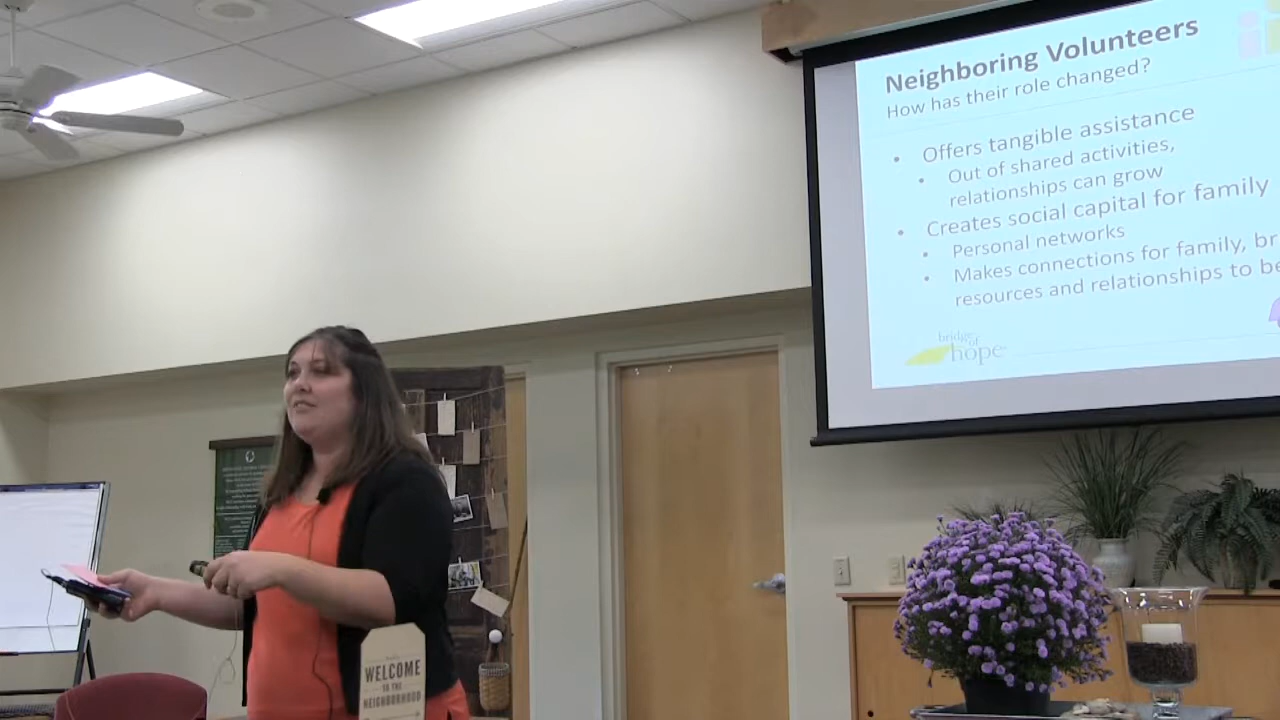 Neighboring Volunteers
How has their role changed?
• Offers tangible assistance
• Out of shared activities,
relationships can grow
• Creates social capital for family
• Personal networks
• Makes connections for family, br
resources and relationships to be
bridge
of
hope
WELCOME
TO THE
NEIGHBORHOOD